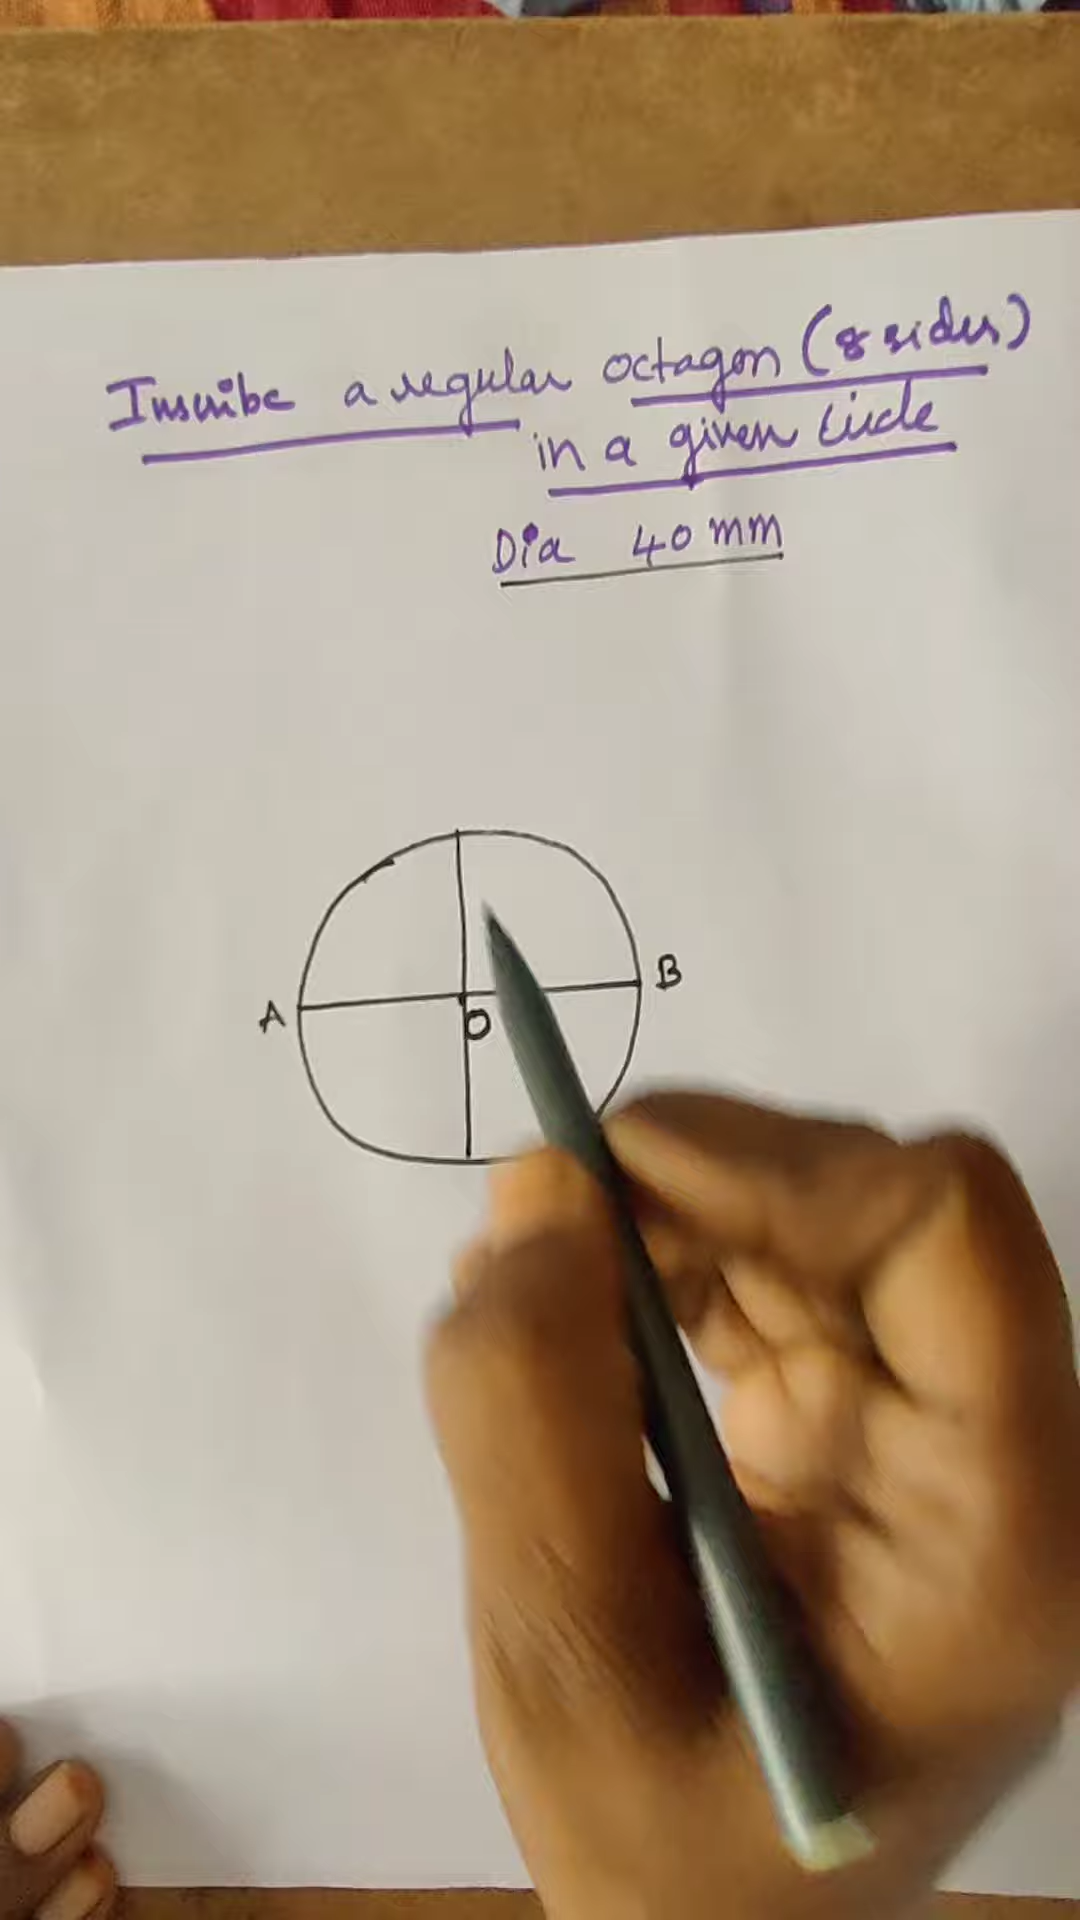 Inscribe a regular octagon (8 sides)
in a given circle
Dia 40 mm
A
B
O